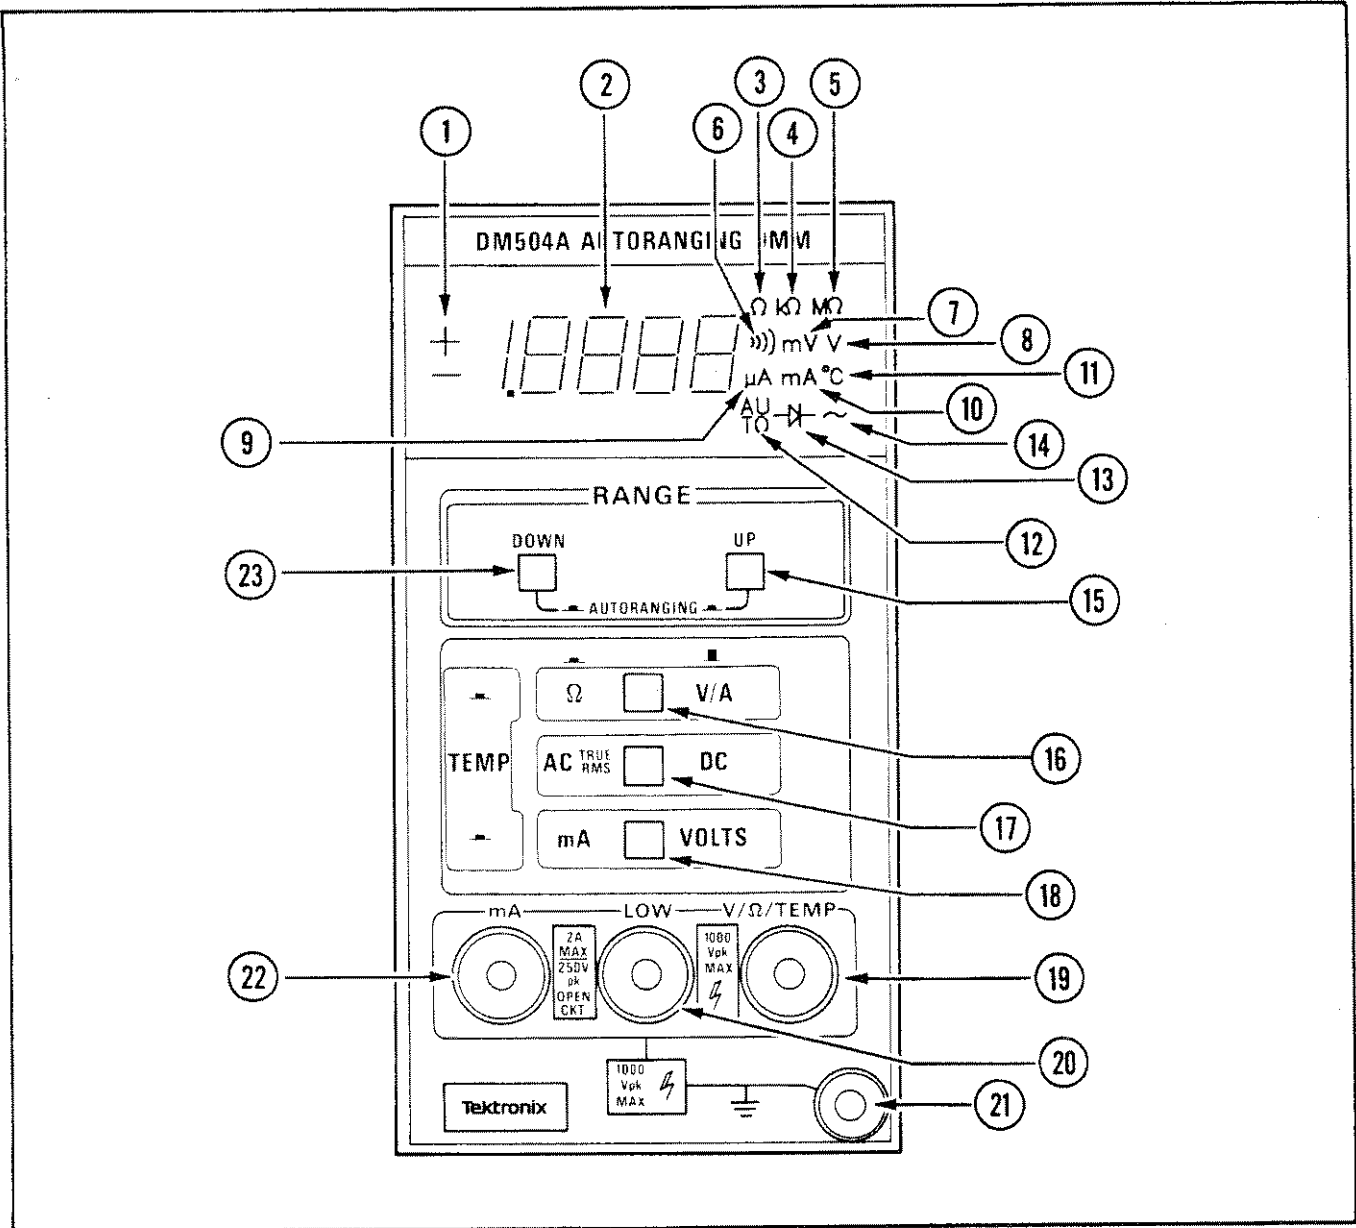 3
5
2
6
4
1
DM504A AUTORANGING DMM
Ω kΩ MΩ
7
+
.1888 8
))) mV V
8
−
µA mA °C
11
10
9
AU
TO
~
14
13
RANGE
12
DOWN
UP
23
AUTORANGING
15
Ω
V/A
16
TEMP
AC TRUE RMS
DC
17
mA
VOLTS
18
mA
LOW
V/Ω/TEMP
22
2A
MAX
250V
pk
OPEN
CKT
1000
Vpk
MAX
19
20
1000
Vpk
MAX
Tektronix
21